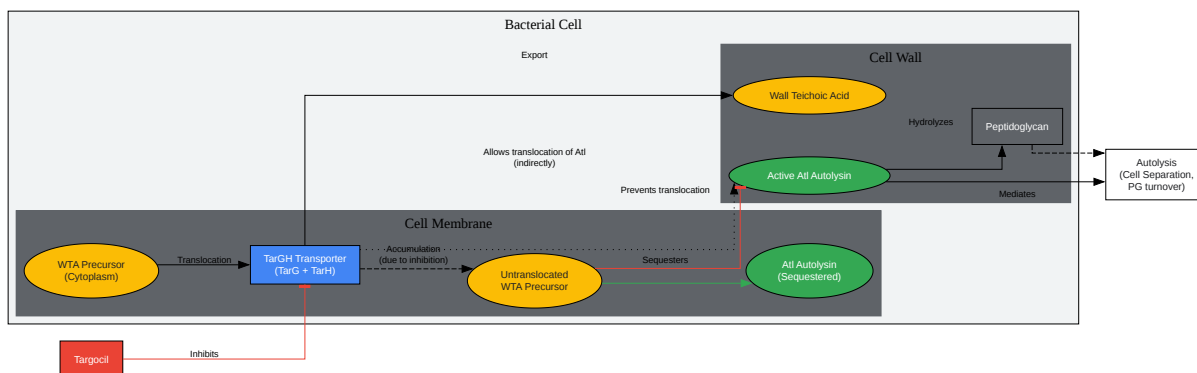 Bacterial Cell
Export
Cell Wall
Wall Teichoic Acid
Hydrolyzes
Peptidoglycan
Allows translocation of Atl
(indirectly)
Autolysis
(Cell Separation,
PG turnover)
Active Atl Autolysin
Prevents translocation
Mediates
Cell Membrane
WTA Precursor
(Cytoplasm)
Translocation
TarGH Transporter
(TarG + TarH)
Accumulation
(due to inhibition)
Untranslocated
WTA Precursor
Sequesters
Atl Autolysin
(Sequestered)
Targocil
Inhibits